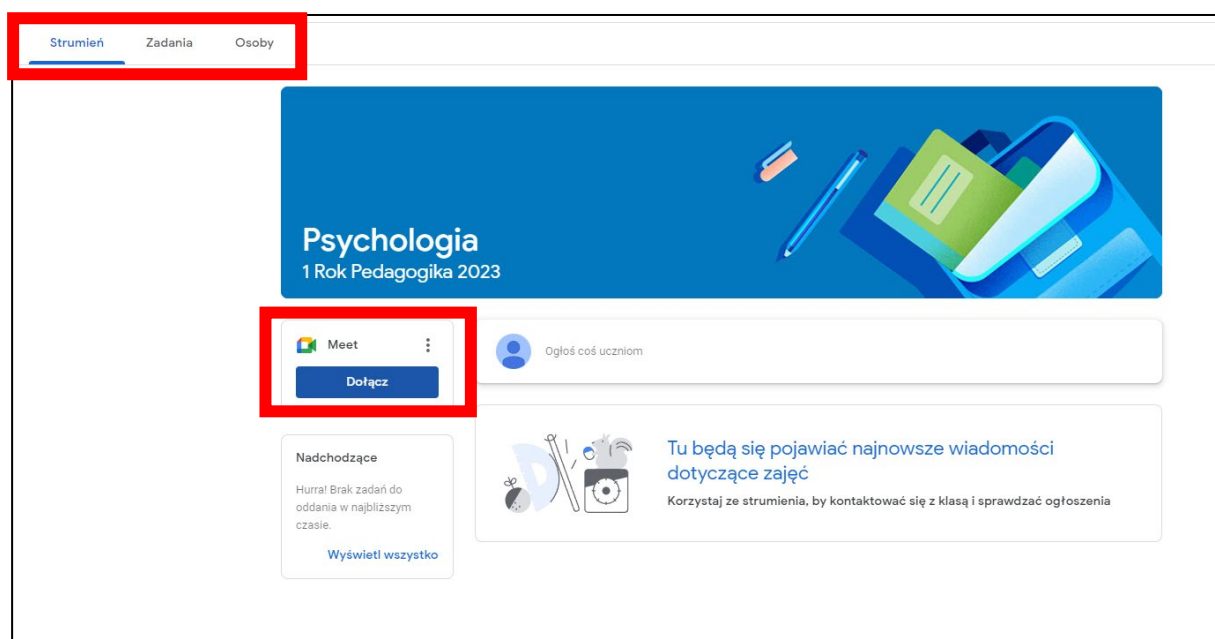 Strumień Zadania Osoby
Psychologia
1 Rok Pedagogika 2023
Meet
Dołącz
Ogłoś coś uczniom
Nadchodzące
Hurra! Brak zadań do
oddania w najbliższym
czasie.
Wyświetl wszystko
Tu będą się pojawiać najnowsze wiadomości
dotyczące zajęć
Korzystaj ze strumienia, by kontaktować się z klasą i sprawdzać ogłoszenia